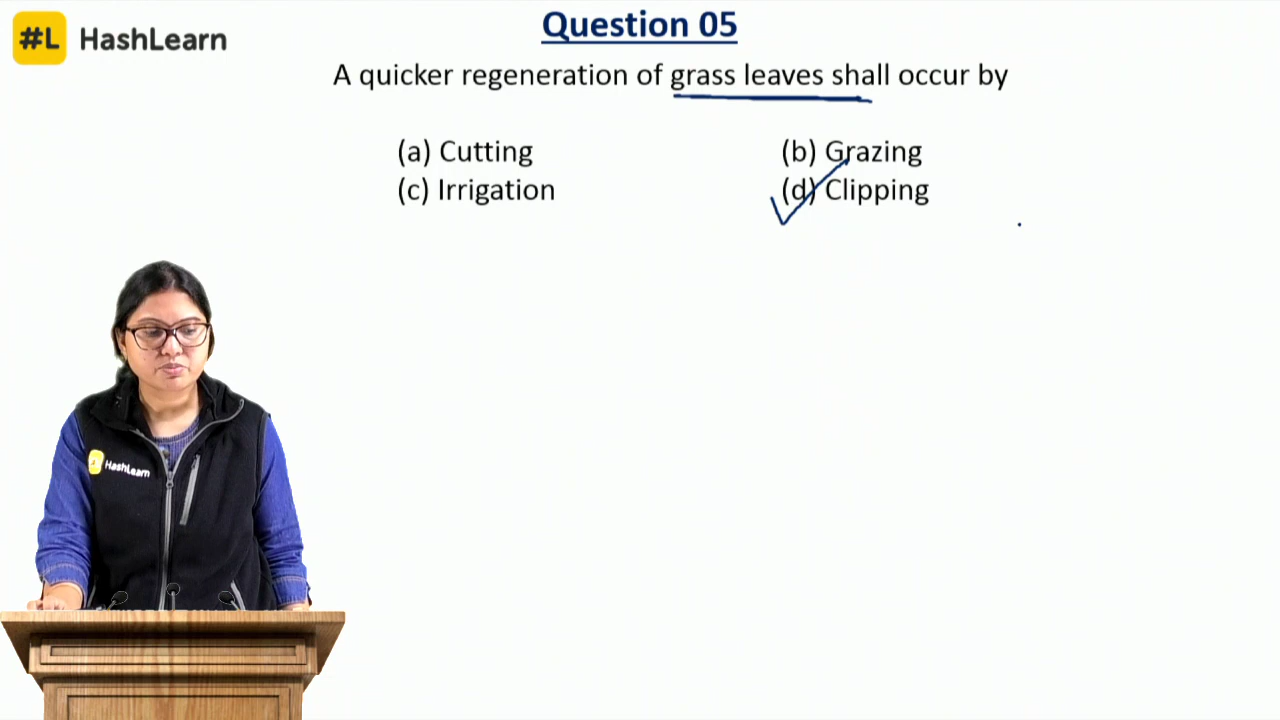 #L HashLearn
Question 05
A quicker regeneration of grass leaves shall occur by
(a) Cutting
(b) Grazing
(c) Irrigation
(d) Clipping
HashLearn